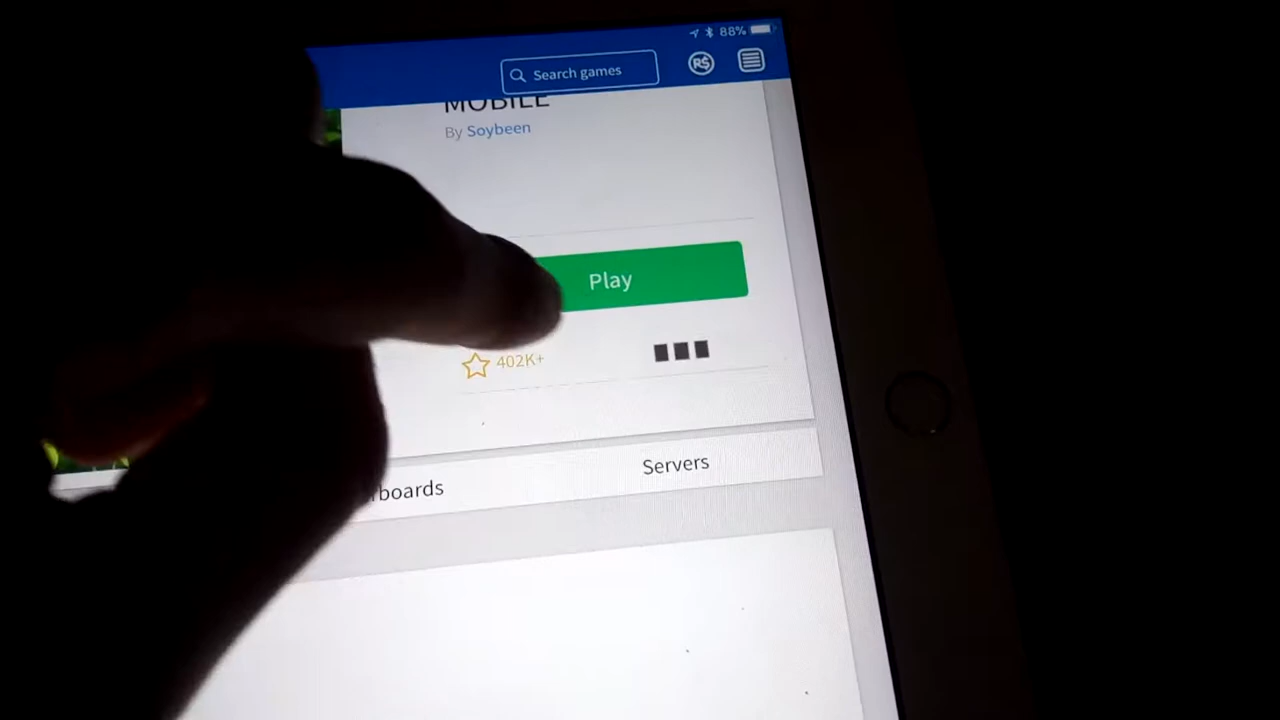 88%
Search games
R$
MOBILE
By Soybeen
Play
402K+
rboards
Servers